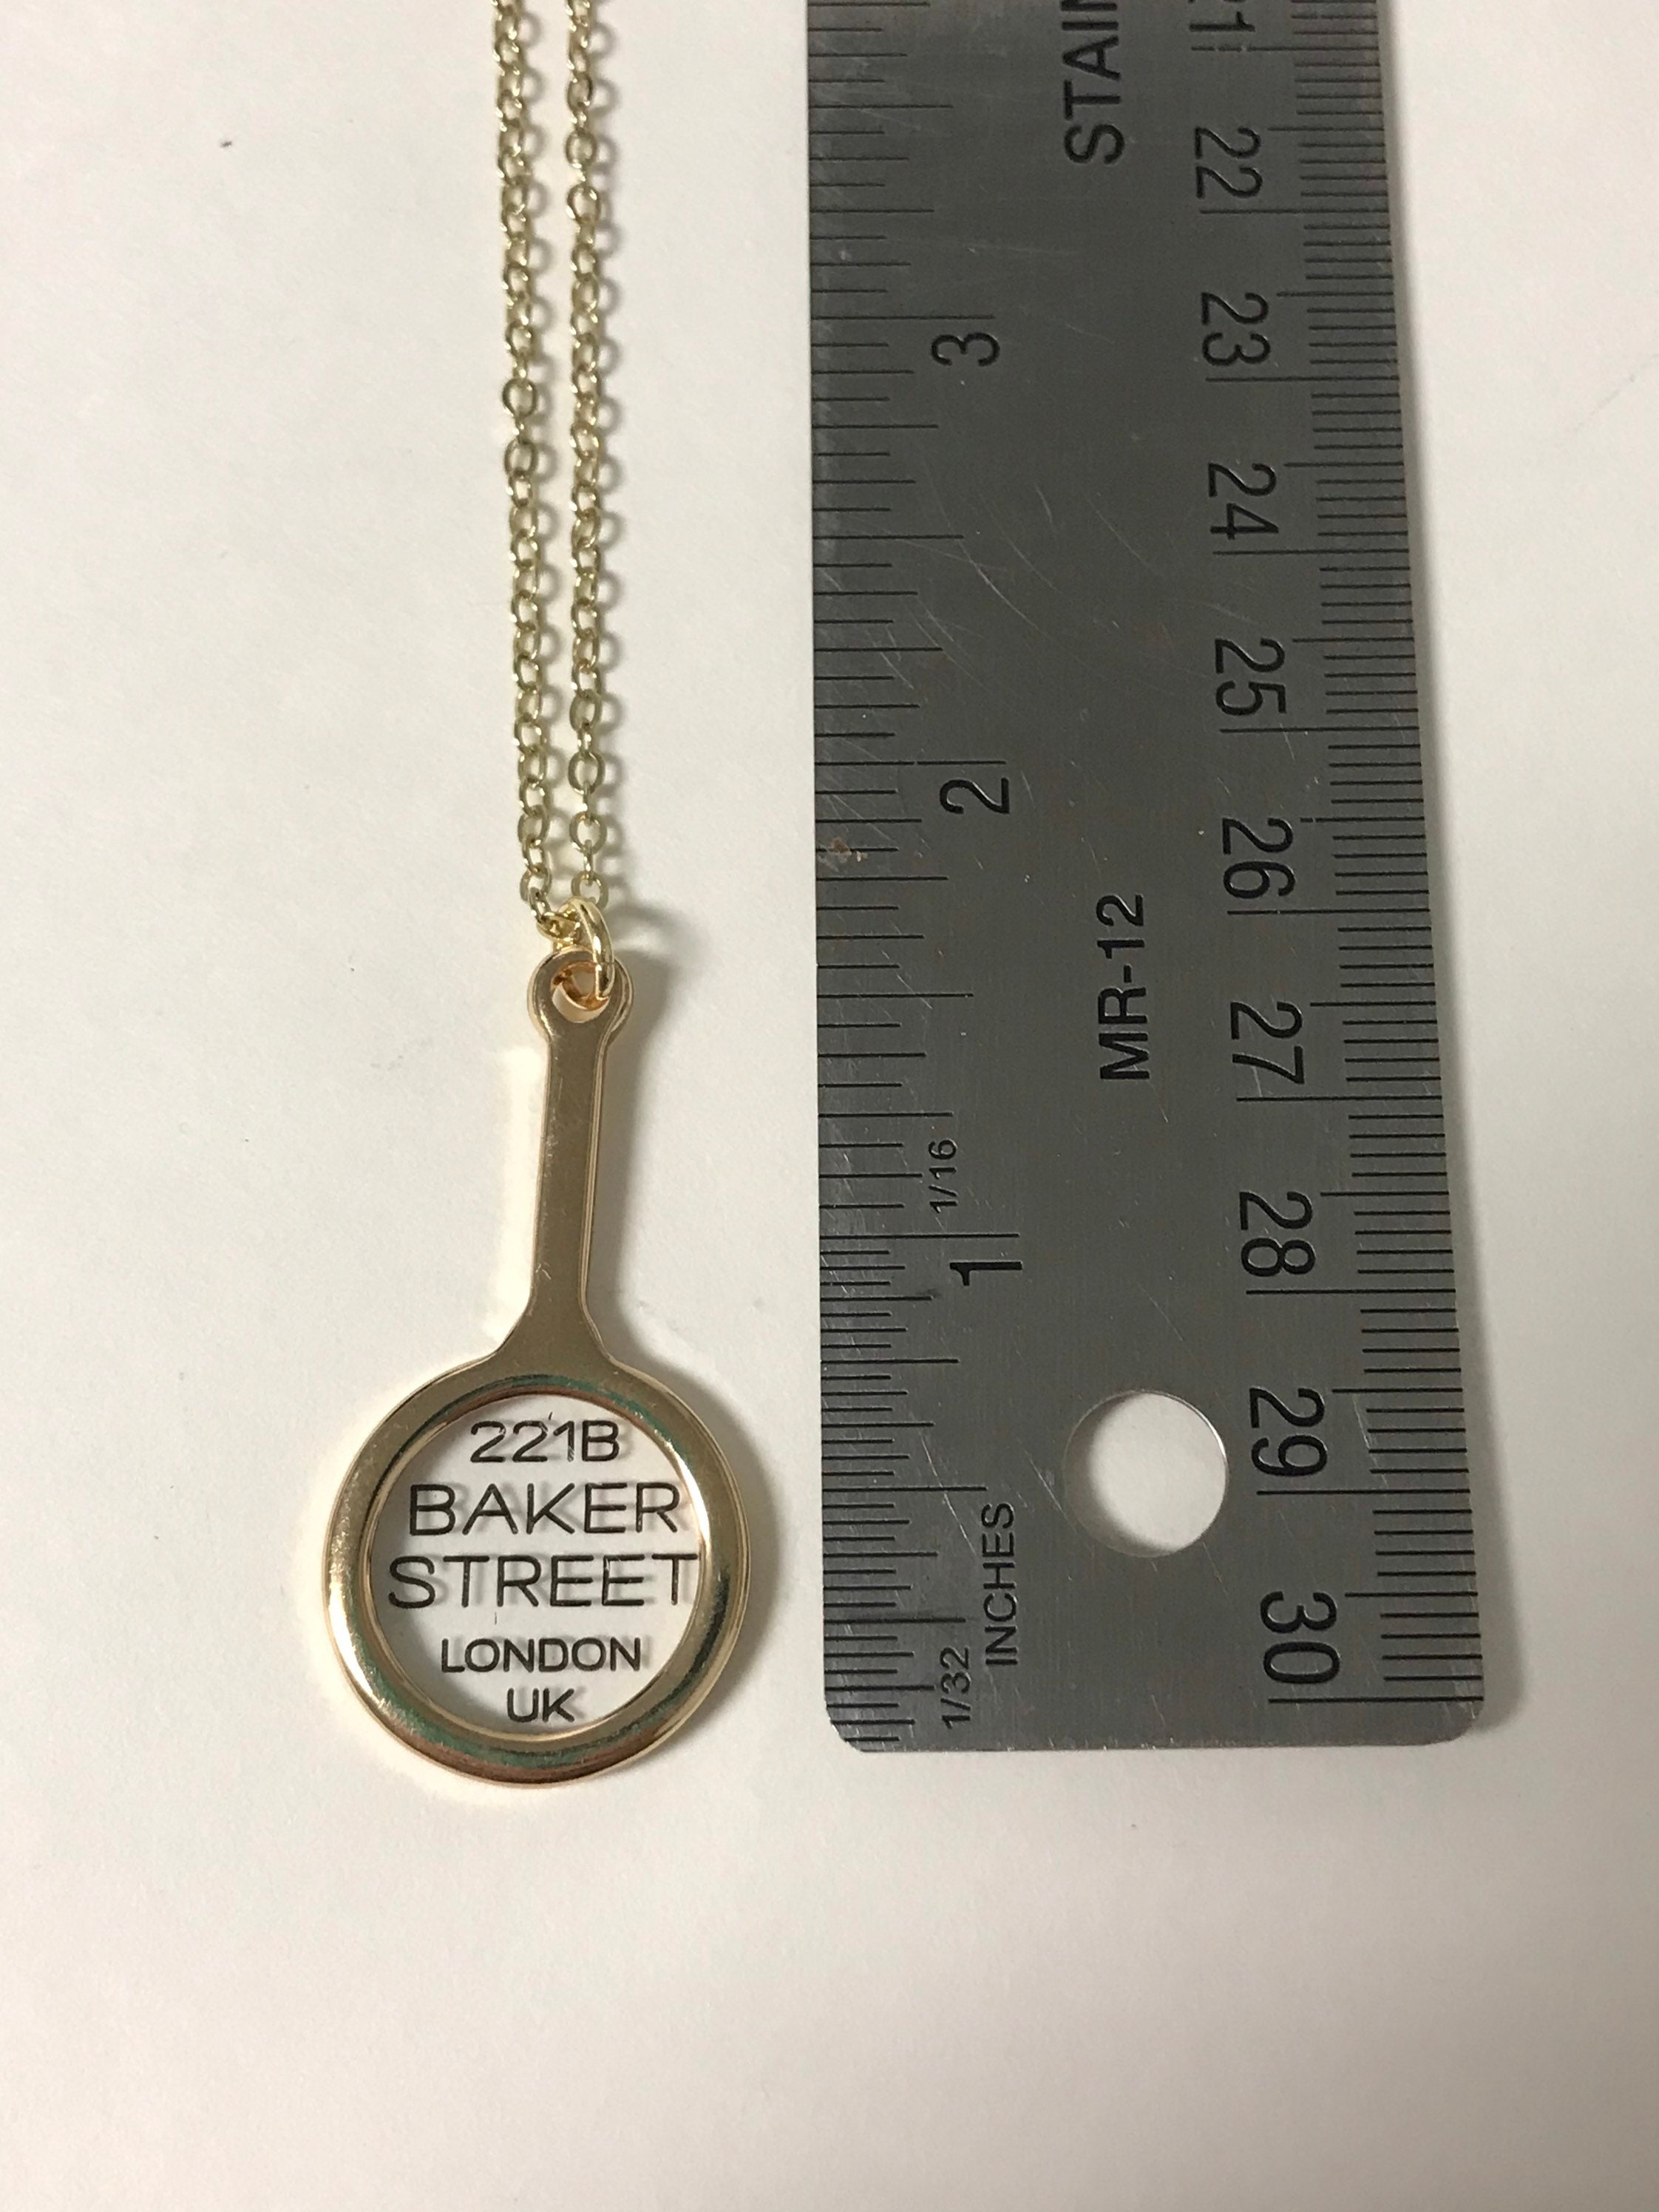 221B
BAKER
STREET
LONDON
UK
STAIN
3
2
1
MR-12
1/16
1/32
INCHES
21
22
23
24
25
26
27
28
29
30